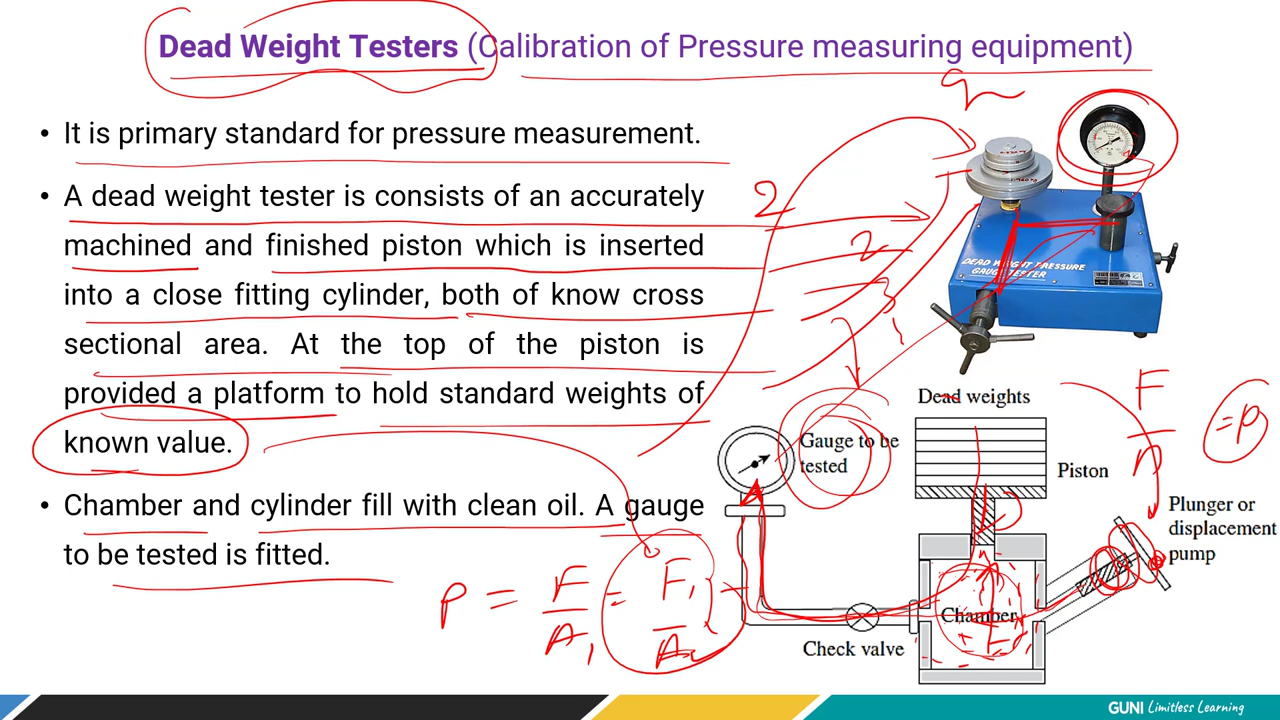 Dead Weight Testers (Calibration of Pressure measuring equipment)
• It is primary standard for pressure measurement.
• A dead weight tester is consists of an accurately
machined and finished piston which is inserted
into a close fitting cylinder, both of know cross
sectional area. At the top of the piston is
provided a platform to hold standard weights of
known value.
• Chamber and cylinder fill with clean oil. A gauge
to be tested is fitted.
2
2
DEAD WEIGHT PRESSURE
GAUGE TESTER
Dead weights
Gauge to be
tested
Piston
Plunger or
displacement
pump
Chamber
Check valve
P = F/A1 = F1/A2
F
= P
GUNI Limitless Learning